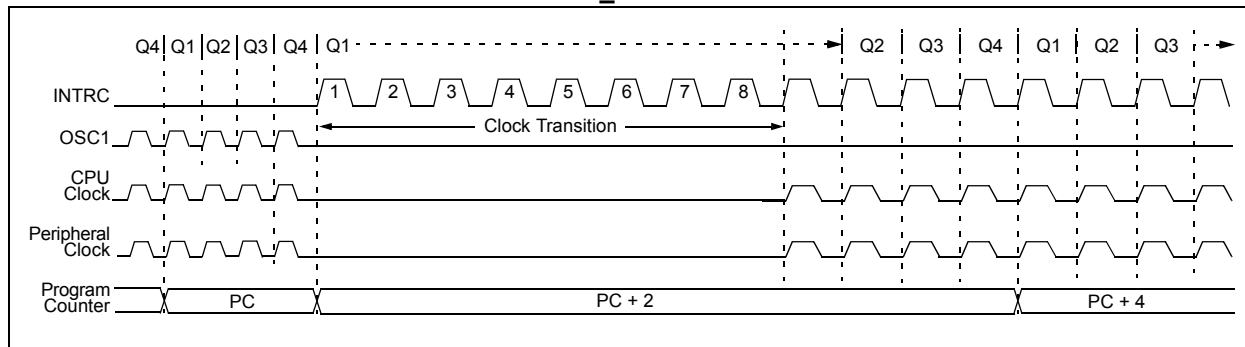 Q4 Q1 Q2 Q3 Q4 Q1 Q2 Q3 Q4 Q1 Q2 Q3
INTRC 1 2 3 4 5 6 7 8
Clock Transition
OSC1
CPU
Clock
Peripheral
Clock
Program
Counter
PC PC + 2 PC + 4